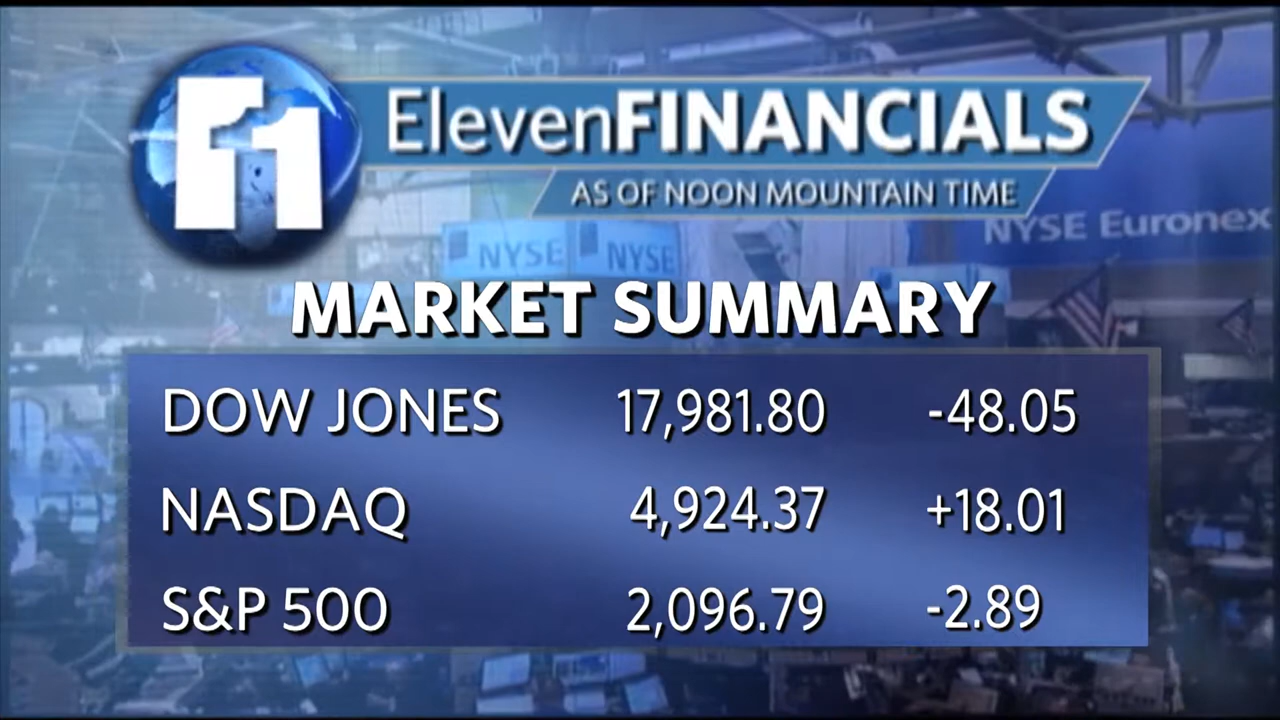 11
ElevenFINANCIALS
AS OF NOON MOUNTAIN TIME
NYSE Euronex
NYSE NYSE
MARKET SUMMARY
DOW JONES 17,981.80 -48.05
NASDAQ 4,924.37 +18.01
S&P 500 2,096.79 -2.89